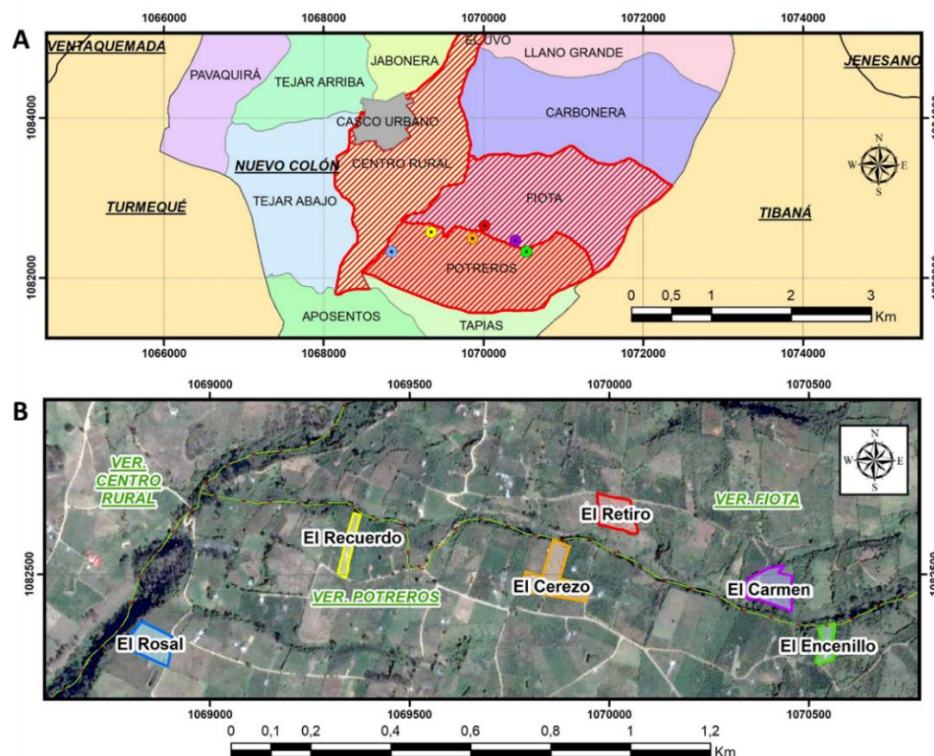 1066000 1068000 1070000 1072000 1074000
A
VENTAQUEMADA
PAVAQUIRÁ
TEJAR ARRIBA
JABONERA
EL UVO
LLANO GRANDE
JENESANO
1084000
CASCO URBANO
CARBONERA
NUEVO COLÓN
CENTRO RURAL
N
W E
S
TURMEQUÉ
TEJAR ABAJO
FIOTA
TIBANÁ
POTREROS
1082000
0 0,5 1 2 3
Km
APOSENTOS
TAPIAS
1066000 1068000 1070000 1072000 1074000
1069000 1069500 1070000 1070500
B
N
W E
S
VER.
CENTRO
RURAL
El Retiro
VER. FIOTA
El Recuerdo
1082500
El Cerezo
El Carmen
VER. POTREROS
El Rosal
El Encenillo
1069000 1069500 1070000 1070500
0 0,1 0,2 0,4 0,6 0,8 1 1,2
Km